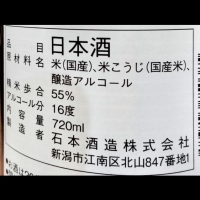 品目 日本酒
原材料名 米(国産)、米こうじ(国産米)、
醸造アルコール
精米歩合 55%
アルコール分 16度
内容量 720ml
製造者 石本酒造株式会社
新潟市江南区北山847番地1